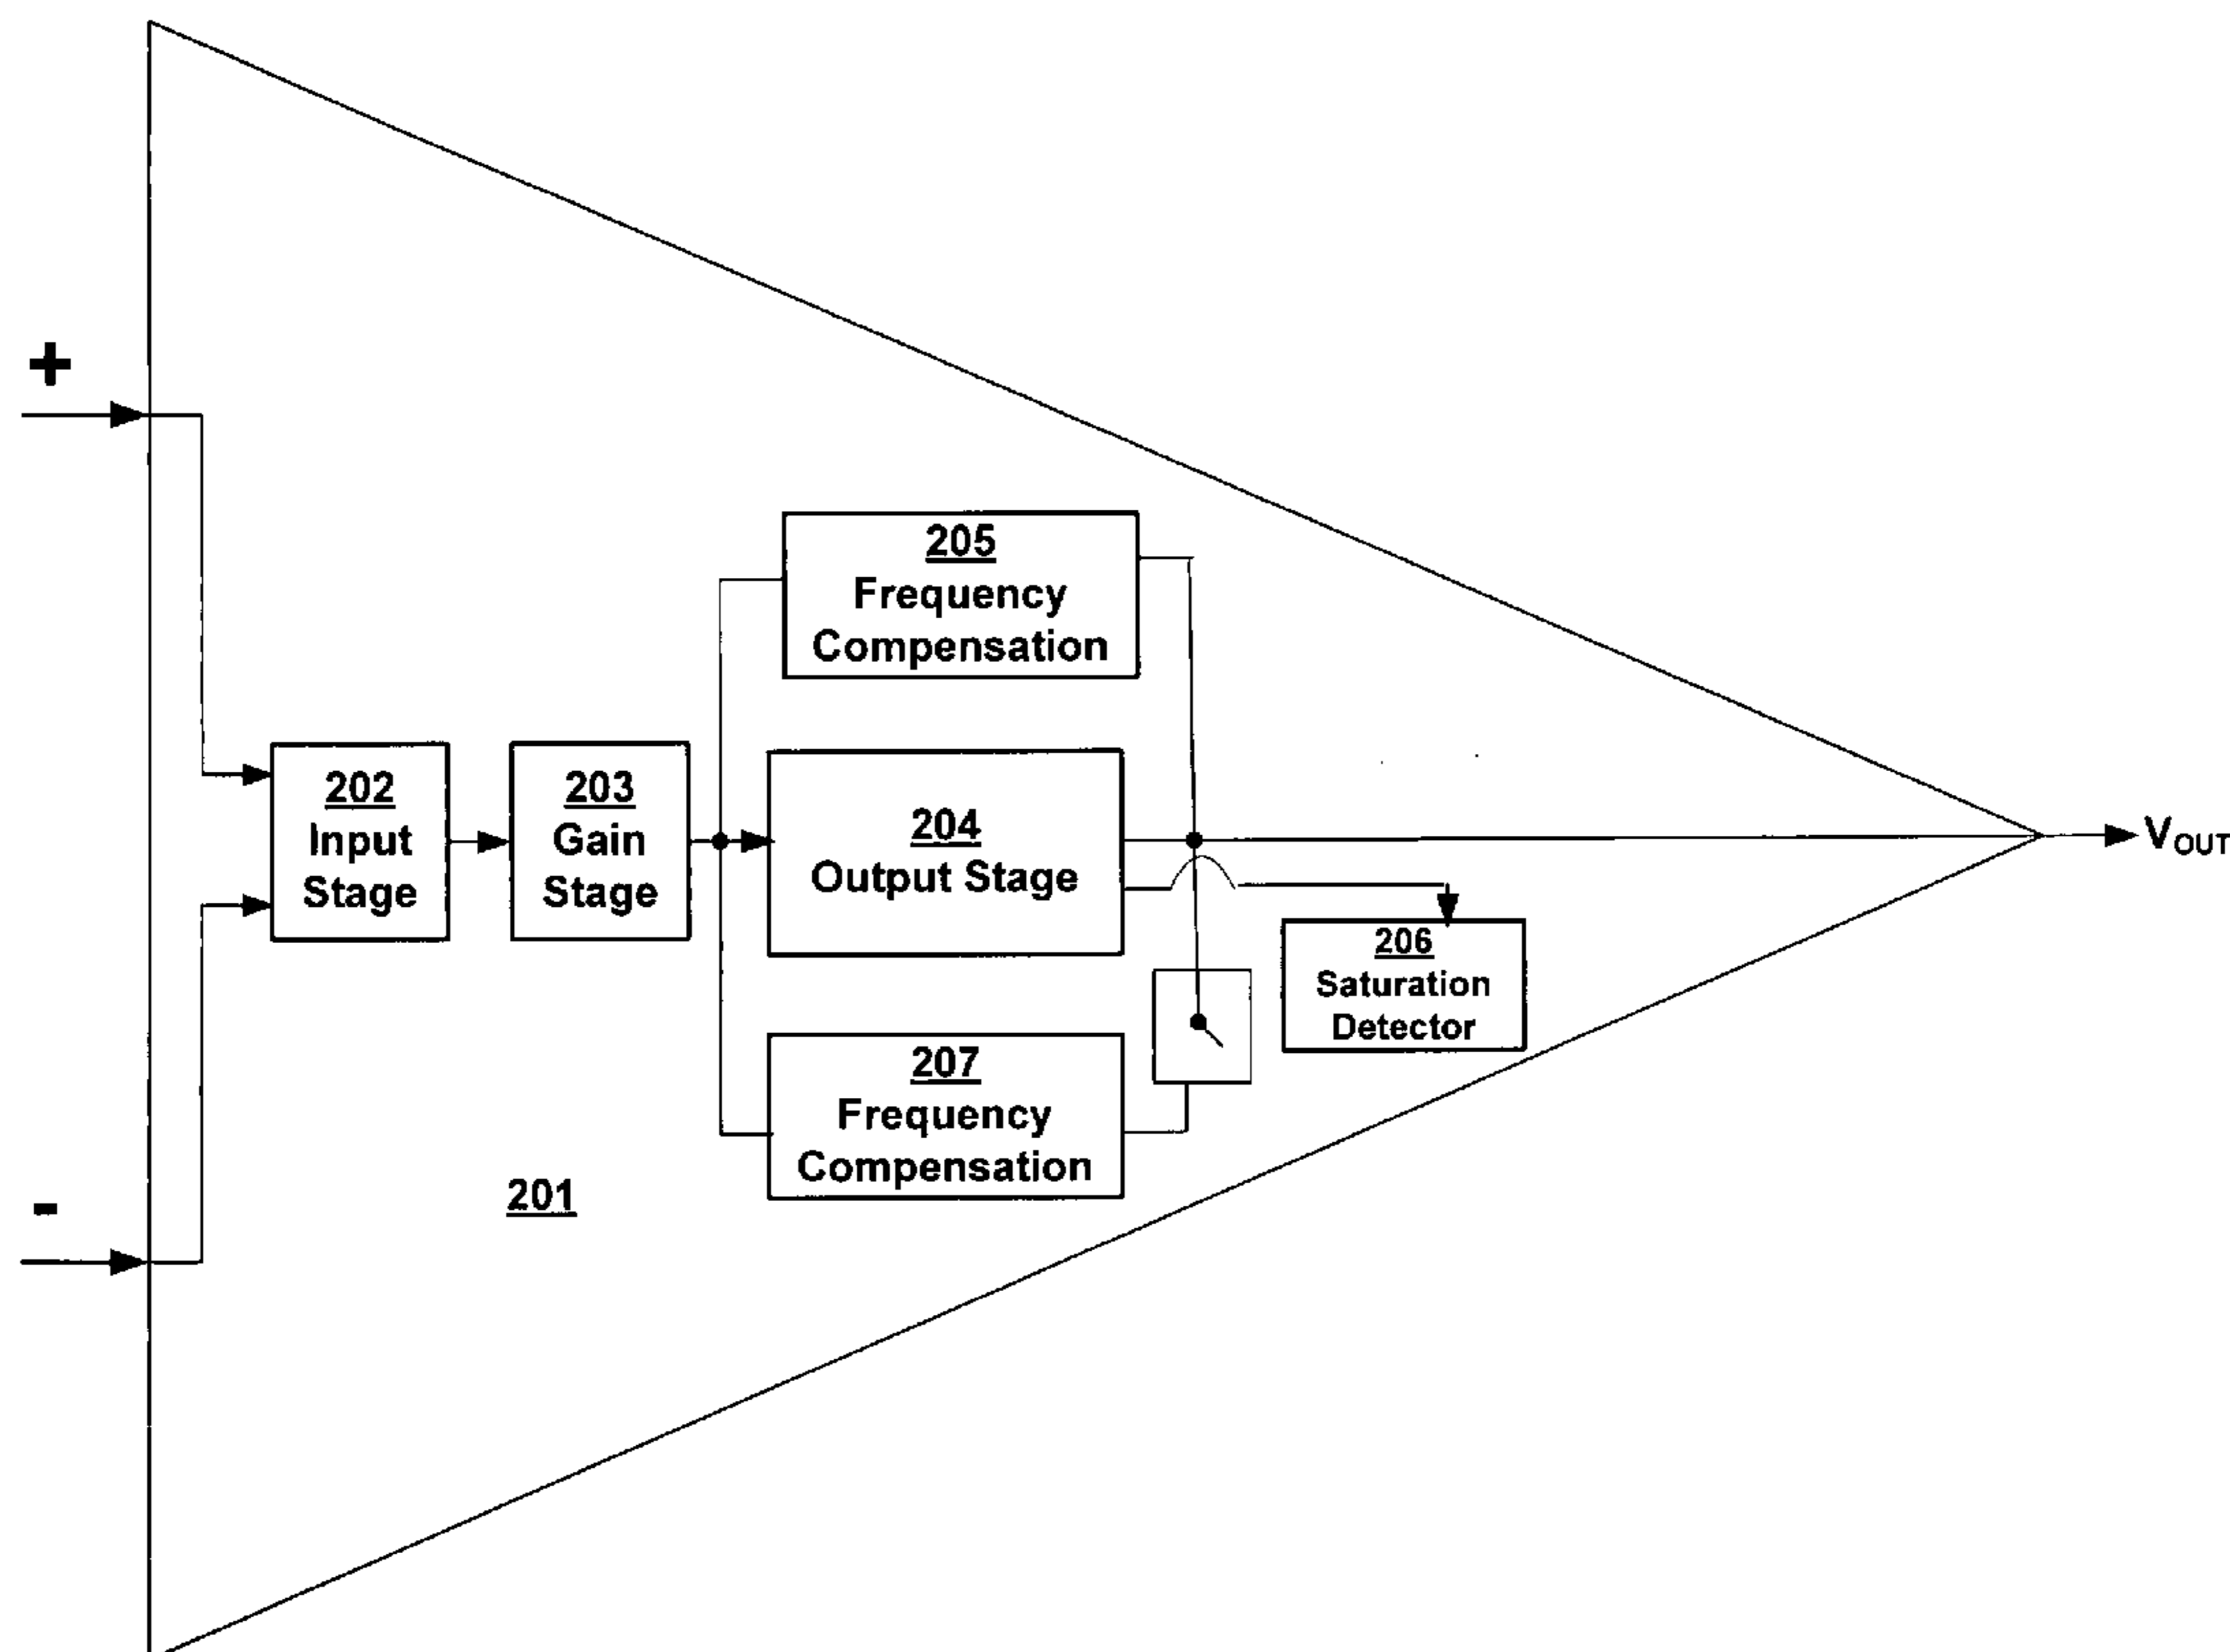 +
205
Frequency
Compensation
202
Input
Stage
203
Gain
Stage
204
Output Stage
VOUT
206
Saturation
Detector
207
Frequency
Compensation
201
-